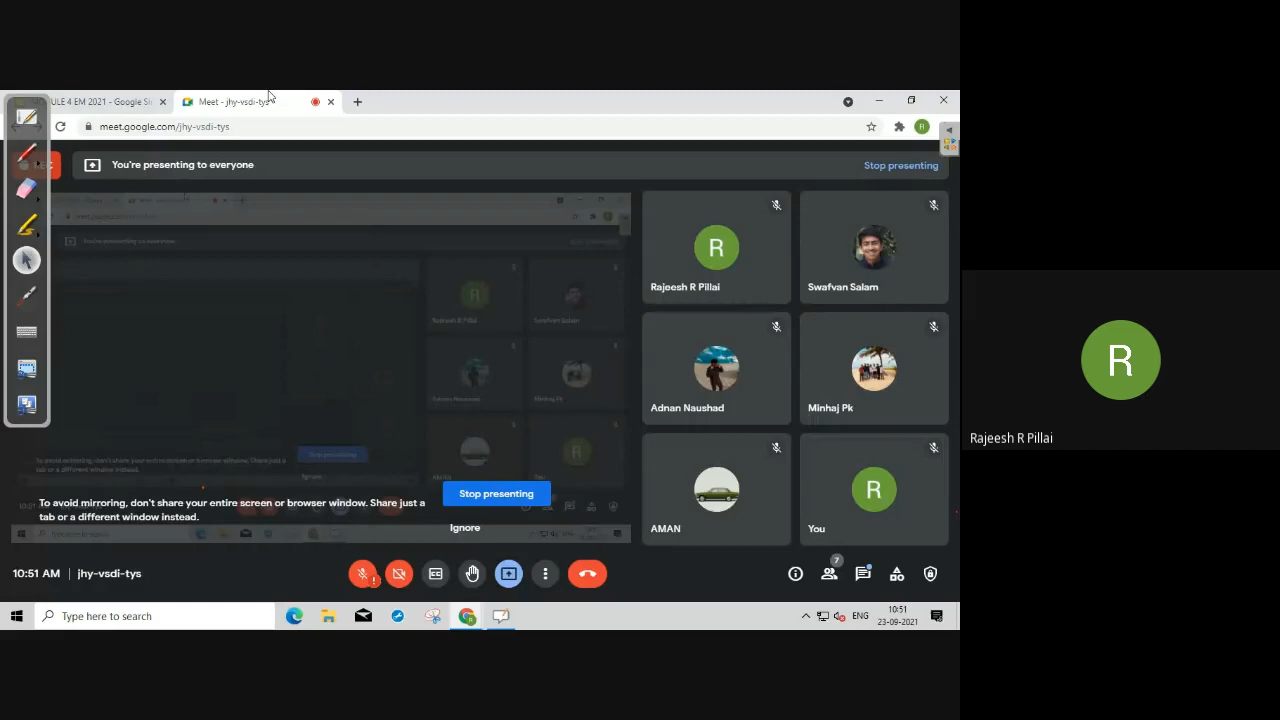 ULE 4 EM 2021 - Google Sl
Meet - jhy-vsdi-tys
meet.google.com/jhy-vsdi-tys
R
You're presenting to everyone
Stop presenting
R
Rajeesh R Pillai
Swafvan Salam
Adnan Naushad
Minhaj Pk
AMAN
R
You
To avoid mirroring, don't share your entire screen or browser window. Share just a
tab or a different window instead.
Stop presenting
Ignore
10:51 AM | jhy-vsdi-tys
7
Type here to search
ENG
10:51
23-09-2021
R
Rajeesh R Pillai